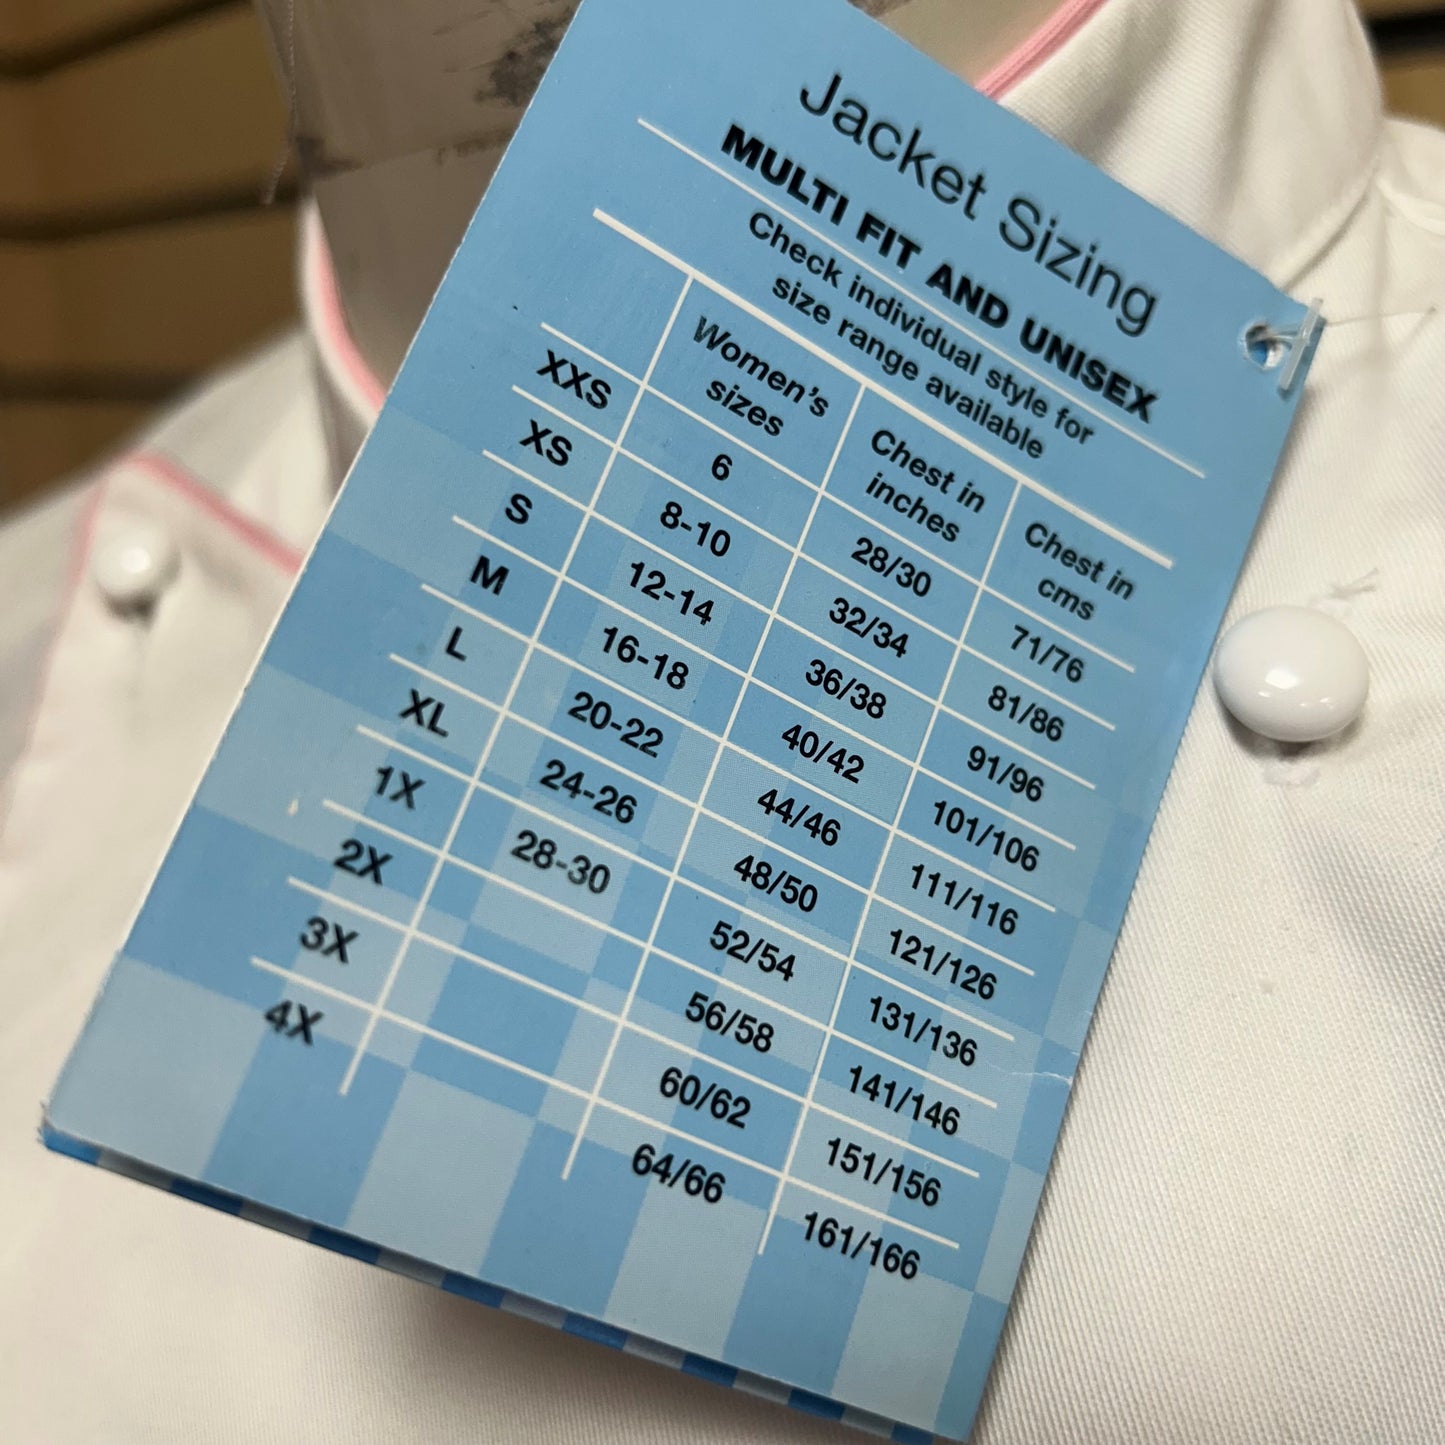 Jacket Sizing
MULTI FIT AND UNISEX
Check individual style for
size range available
Women's sizes Chest in inches Chest in cms
XXS 6 28/30 71/76
XS 8-10 32/34 81/86
S 12-14 36/38 91/96
M 16-18 40/42 101/106
L 20-22 44/46 111/116
XL 24-26 48/50 121/126
1X 28-30 52/54 131/136
2X 56/58 141/146
3X 60/62 151/156
4X 64/66 161/166